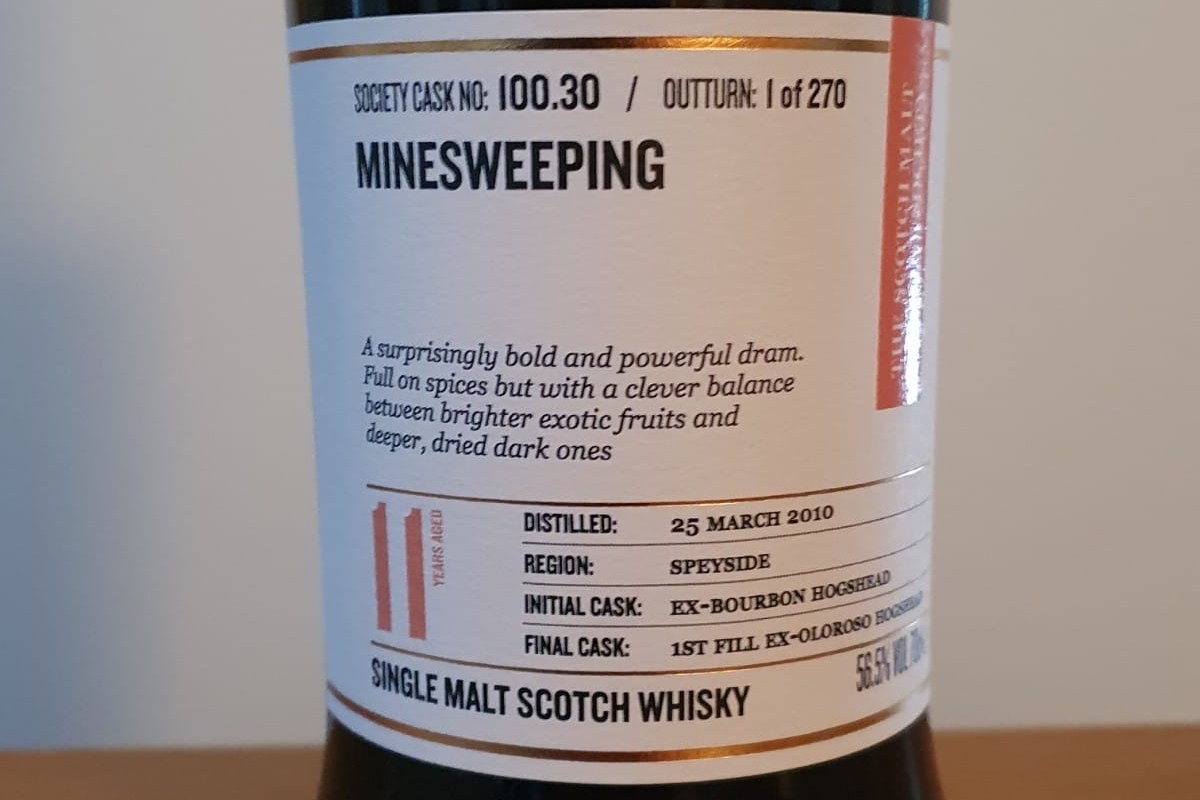 SOCIETY CASK NO: 100.30 / OUTTURN: 1 of 270
MINESWEEPING
THE SCOTCH MALT
A surprisingly bold and powerful dram.
Full on spices but with a clever balance
between brighter exotic fruits and
deeper, dried dark ones
11 YEARS AGED
DISTILLED: 25 MARCH 2010
REGION: SPEYSIDE
INITIAL CASK: EX-BOURBON HOGSHEAD
FINAL CASK: 1ST FILL EX-OLOROSO HOGSHEAD
56.5% VOL
SINGLE MALT SCOTCH WHISKY